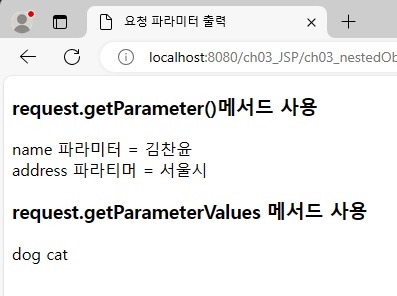 요청 파라미터 출력
localhost:8080/ch03_JSP/ch03_nestedOb
request.getParameter()메서드 사용
name 파라미터 = 김찬윤
address 파라티머 = 서울시
request.getParameterValues 메서드 사용
dog cat